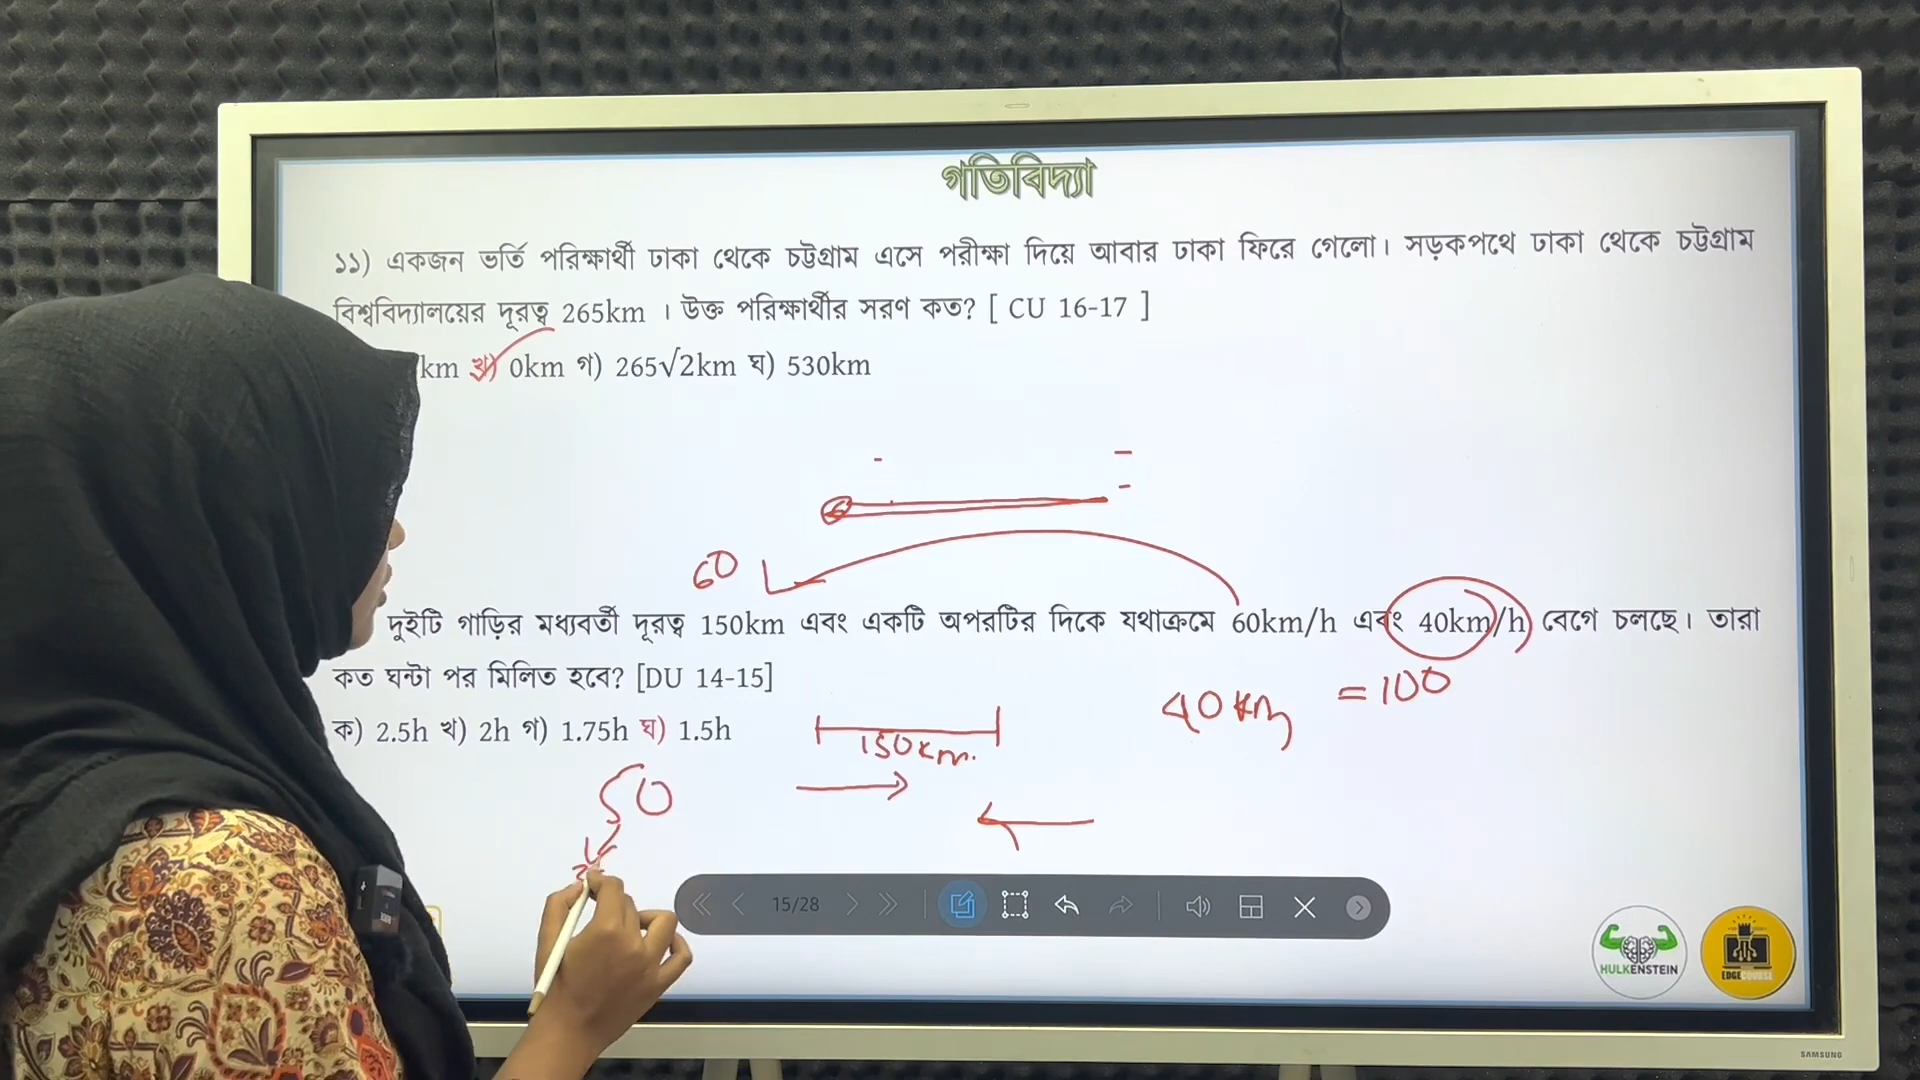 গতিবিদ্যা
১১) একজন ভর্তি পরিক্ষার্থী ঢাকা থেকে চট্টগ্রাম এসে পরীক্ষা দিয়ে আবার ঢাকা ফিরে গেলো। সড়কপথে ঢাকা থেকে চট্টগ্রাম
বিশ্ববিদ্যালয়ের দূরত্ব 265km । উক্ত পরিক্ষার্থীর সরণ কত? [ CU 16-17 ]
km খ) 0km গ) 265√2km ঘ) 530km
60
দুইটি গাড়ির মধ্যবর্তী দূরত্ব 150km এবং একটি অপরটির দিকে যথাক্রমে 60km/h এবং 40km/h বেগে চলছে। তারা
কত ঘন্টা পর মিলিত হবে? [DU 14-15]
40 km = 100
ক) 2.5h খ) 2h গ) 1.75h ঘ) 1.5h
150km.
50
15/28
HULKENSTEIN
EDGECOURSE
SAMSUNG